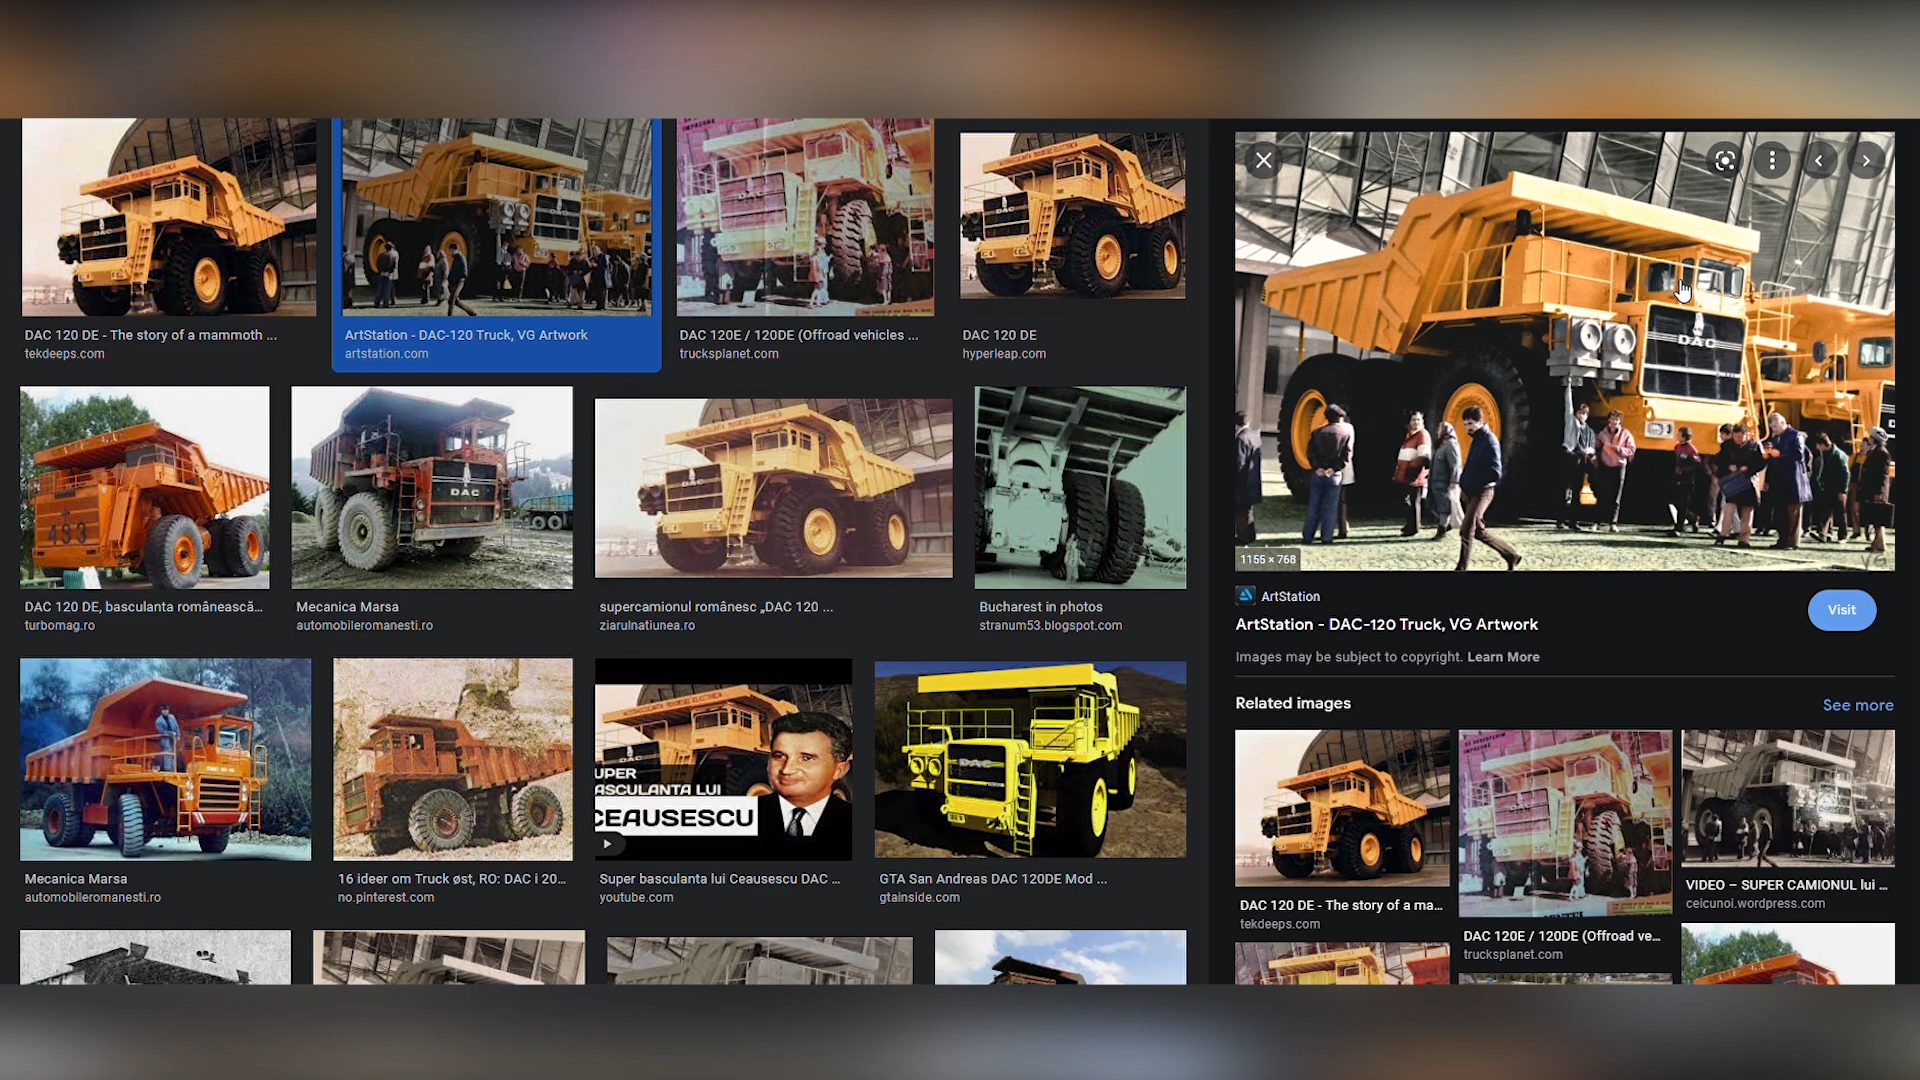 DAC 120 DE - The story of a mammoth ...
tekdeeps.com
ArtStation - DAC-120 Truck, VG Artwork
artstation.com
DAC 120E / 120DE (Offroad vehicles ...
trucksplanet.com
DAC 120 DE
hyperleap.com
DAC 120 DE, basculanta românească...
turbomag.ro
493
Mecanica Marsa
automobileromanesti.ro
DAC
supercamionul românesc „DAC 120 ...
ziarulnatiunea.ro
Bucharest in photos
stranum53.blogspot.com
Mecanica Marsa
automobileromanesti.ro
16 ideer om Truck øst, RO: DAC i 20...
no.pinterest.com
UPER
ASCULANTA LUI
CEAUSESCU
Super basculanta lui Ceausescu DAC ...
youtube.com
DAC
GTA San Andreas DAC 120DE Mod ...
gtainside.com
DAC
1155 × 768
ArtStation
ArtStation - DAC-120 Truck, VG Artwork
Visit
Images may be subject to copyright. Learn More
Related images
See more
DAC 120 DE - The story of a ma...
tekdeeps.com
DAC 120E / 120DE (Offroad ve...
trucksplanet.com
VIDEO – SUPER CAMIONUL lui ...
ceicunoi.wordpress.com